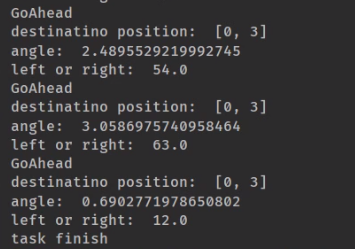 GoAhead
destinatino position:  [0, 3]
angle:  2.4895529219992745
left or right:  54.0
GoAhead
destinatino position:  [0, 3]
angle:  3.0586975740958464
left or right:  63.0
GoAhead
destinatino position:  [0, 3]
angle:  0.6902771978650802
left or right:  12.0
task finish